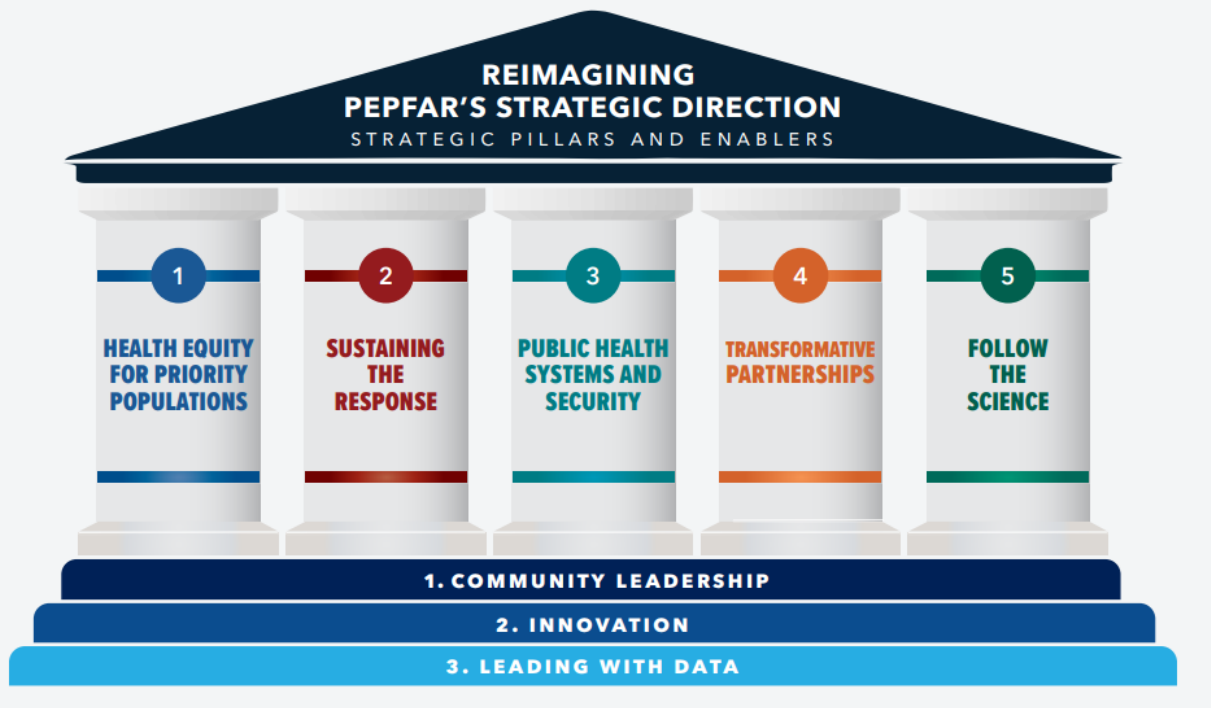 REIMAGINING
PEPFAR'S STRATEGIC DIRECTION
STRATEGIC PILLARS AND ENABLERS
1
HEALTH EQUITY
FOR PRIORITY
POPULATIONS
2
SUSTAINING
THE
RESPONSE
3
PUBLIC HEALTH
SYSTEMS AND
SECURITY
4
TRANSFORMATIVE
PARTNERSHIPS
5
FOLLOW
THE
SCIENCE
1. COMMUNITY LEADERSHIP
2. INNOVATION
3. LEADING WITH DATA